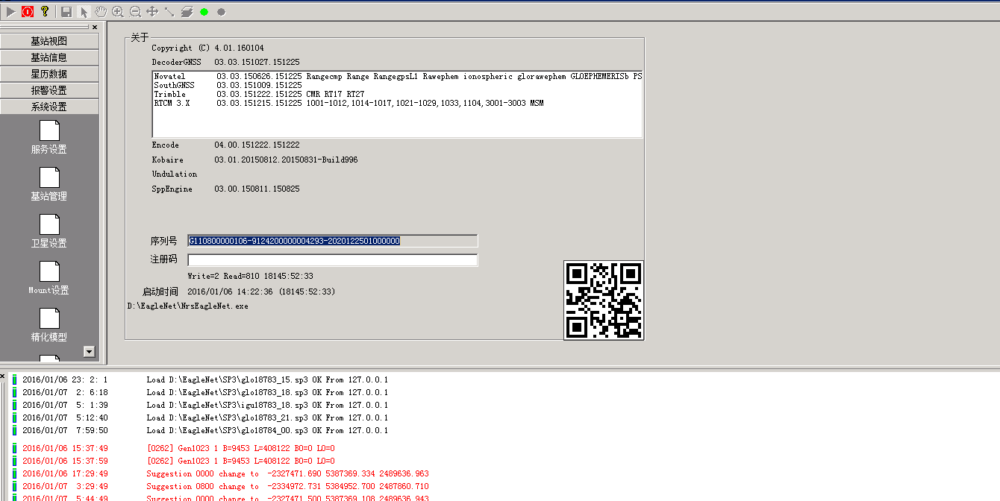 基站视图
基站信息
星历数据
报警设置
系统设置
服务设置
基站管理
卫星设置
Mount设置
精化模型
关于
Copyright (C) 4.01.160104
DecoderGNSS 03.03.151027.151225
Novatel 03.03.150626.151225 Rangecmp Range RangegpsL1 Rawephem ionospheric glorawephem GLOEPHEMERISb PS
SouthGNSS 03.03.151009.151225
Trimble 03.03.151222.151225 CMR RT17 RT27
RTCM 3.X 03.03.151215.151225 1001-1012,1014-1017,1021-1029,1033,1104,3001-3003 MSM
Encode 04.00.151222.151222
Kobaire 03.01.20150812.20150831-Build996
Undulation
SppEngine 03.00.150811.150825
序列号 G110800000106-9124200000004293-2020122501000000
注册码
Write=2 Read=810 18145:52:33
启动时间 2016/01/06 14:22:36 (18145:52:33)
D:\EagleNet\NrsEagleNet.exe
2016/01/06 23: 2: 1 Load D:\EagleNet\SP3\glo18783_15.sp3 OK From 127.0.0.1
2016/01/07 2: 6:18 Load D:\EagleNet\SP3\glo18783_18.sp3 OK From 127.0.0.1
2016/01/07 5: 1:39 Load D:\EagleNet\SP3\igu18783_18.sp3 OK From 127.0.0.1
2016/01/07 5:12:40 Load D:\EagleNet\SP3\glo18783_21.sp3 OK From 127.0.0.1
2016/01/07 7:59:50 Load D:\EagleNet\SP3\glo18784_00.sp3 OK From 127.0.0.1
2016/01/06 15:37:49 [0262] Gen1023 1 B=9453 L=408122 B0=0 L0=0
2016/01/06 15:37:59 [0262] Gen1023 1 B=9453 L=408122 B0=0 L0=0
2016/01/06 17:29:49 Suggestion 0000 change to -2327471.690 5387369.334 2489636.963
2016/01/07 3:29:49 Suggestion 0800 change to -2334972.731 5384952.700 2487860.710
2016/01/07 5:44:49 Suggestion 0000 change to -2327471.500 5387369.108 2489636.943